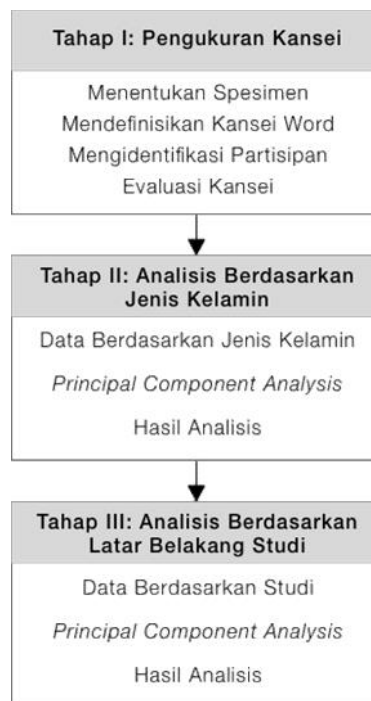 Tahap I: Pengukuran Kansei
Menentukan Spesimen
Mendefinisikan Kansei Word
Mengidentifikasi Partisipan
Evaluasi Kansei
Tahap II: Analisis Berdasarkan
Jenis Kelamin
Data Berdasarkan Jenis Kelamin
Principal Component Analysis
Hasil Analisis
Tahap III: Analisis Berdasarkan
Latar Belakang Studi
Data Berdasarkan Studi
Principal Component Analysis
Hasil Analisis